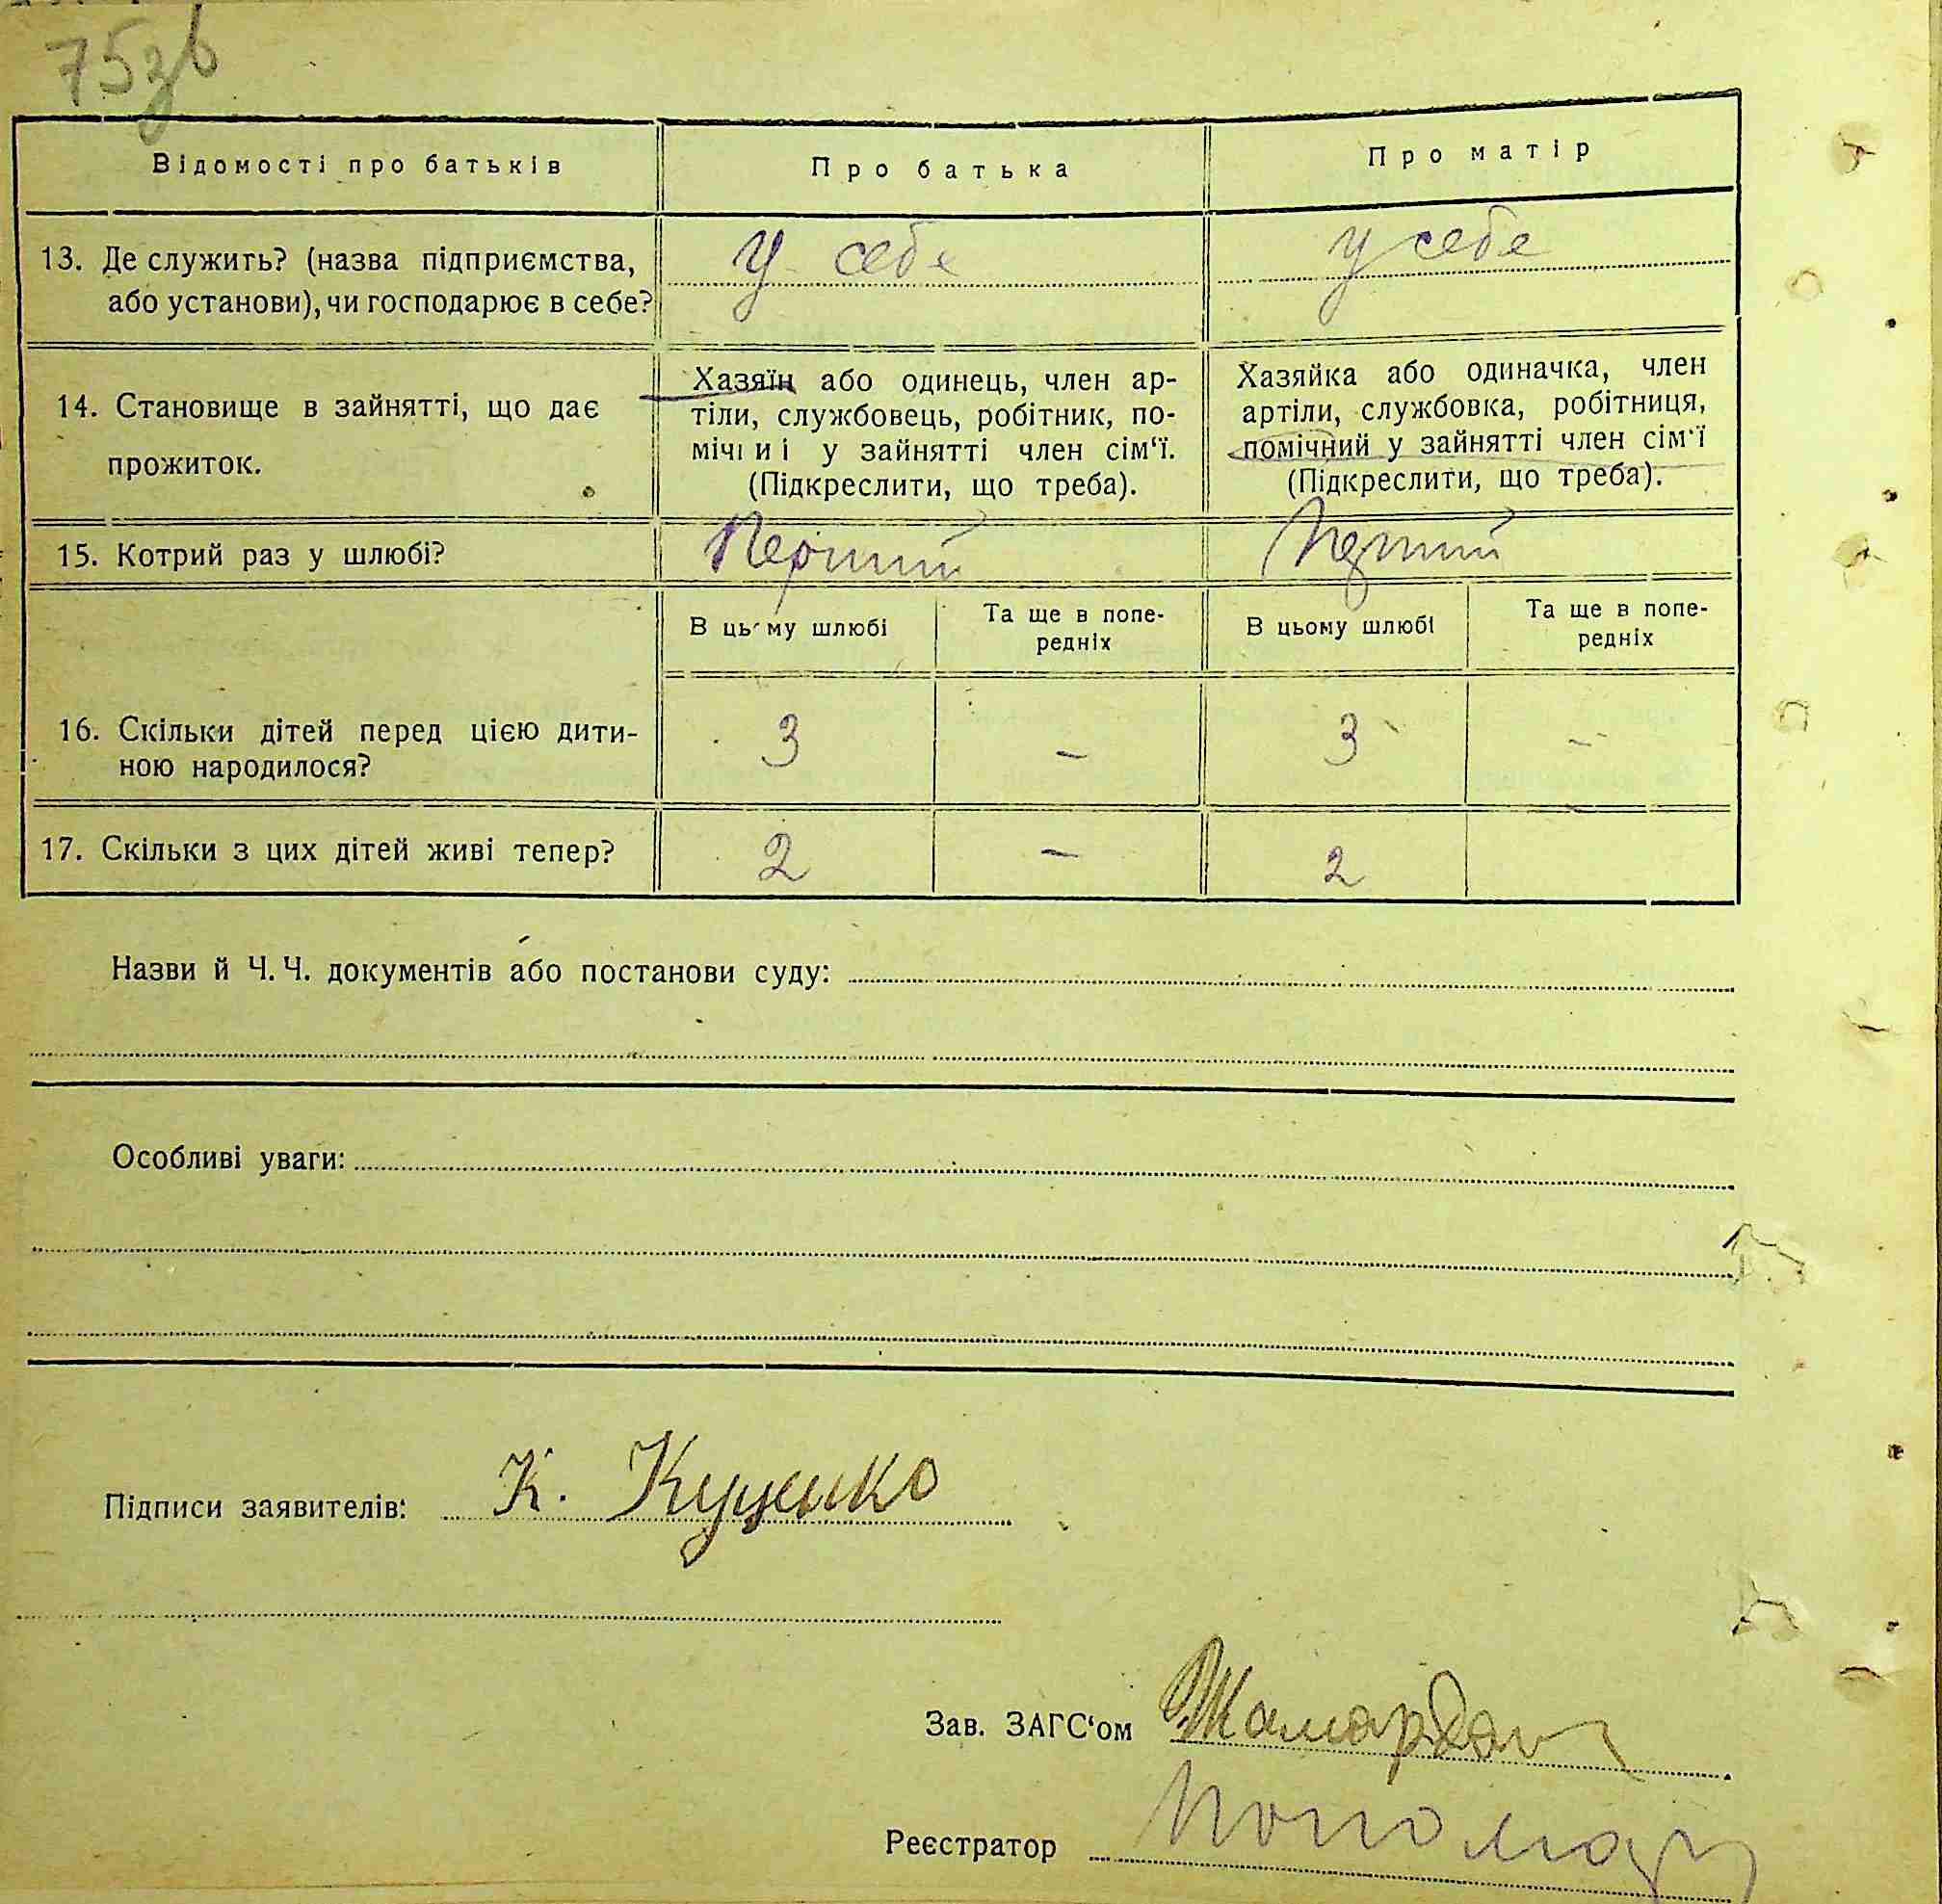 75зв
Відомості про батьків
Про батька
Про матір
13. Де служить? (назва підприємства,
або установи), чи господарює в себе?
У себе
у себе
14. Становище в зайнятті, що дає
прожиток.
Хазяїн або одинець, член ар-
тіли, службовець, робітник, по-
мічниі у зайнятті член сім‘ї.
(Підкреслити, що треба).
Хазяйка або одиначка, член
артіли, службовка, робітниця,
помічний у зайнятті член сім‘ї
(Підкреслити, що треба).
15. Котрий раз у шлюбі?
Перший
Перший
В цьому шлюбі
Та ще в попе-
редніх
В цьому шлюбі
Та ще в попе-
редніх
16. Скільки дітей перед цією дити-
ною народилося?
3
–
3
–
17. Скільки з цих дітей живі тепер?
2
–
2
Назви й Ч. Ч. документів або постанови суду:
Особливі уваги:
Підписи заявителів: К. Куценко
Зав. ЗАГС‘ом
Реєстратор Пономар